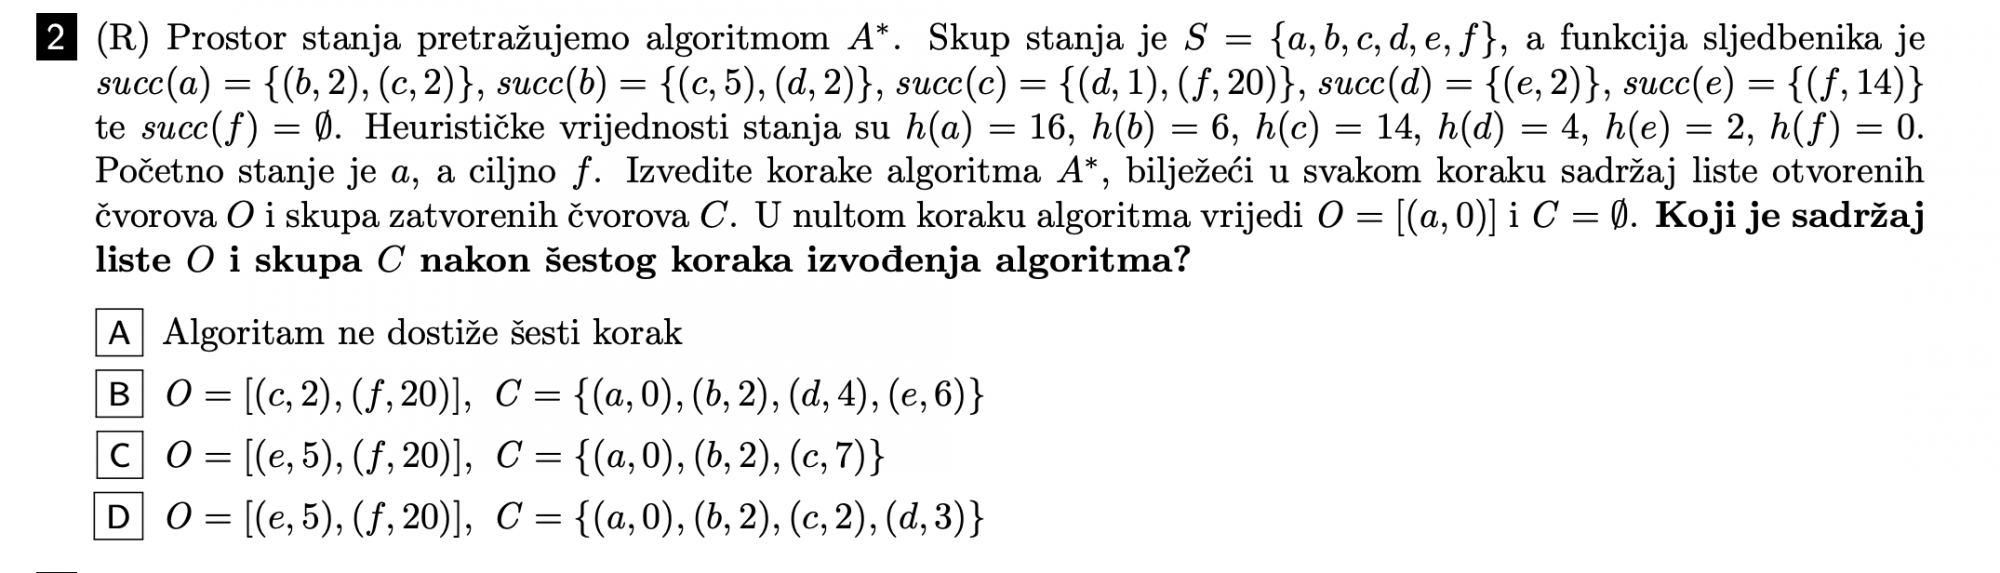 2 (R) Prostor stanja pretražujemo algoritmom A*. Skup stanja je S = {a, b, c, d, e, f}, a funkcija sljedbenika je
succ(a) = {(b, 2), (c, 2)}, succ(b) = {(c, 5), (d, 2)}, succ(c) = {(d, 1), (f, 20)}, succ(d) = {(e, 2)}, succ(e) = {(f, 14)}
te succ(f) = ∅. Heurističke vrijednosti stanja su h(a) = 16, h(b) = 6, h(c) = 14, h(d) = 4, h(e) = 2, h(f) = 0.
Početno stanje je a, a ciljno f. Izvedite korake algoritma A*, bilježeći u svakom koraku sadržaj liste otvorenih
čvorova O i skupa zatvorenih čvorova C. U nultom koraku algoritma vrijedi O = [(a, 0)] i C = ∅. Koji je sadržaj
liste O i skupa C nakon šestog koraka izvođenja algoritma?
A Algoritam ne dostiže šesti korak
B O = [(c, 2), (f, 20)], C = {(a, 0), (b, 2), (d, 4), (e, 6)}
C O = [(e, 5), (f, 20)], C = {(a, 0), (b, 2), (c, 7)}
D O = [(e, 5), (f, 20)], C = {(a, 0), (b, 2), (c, 2), (d, 3)}